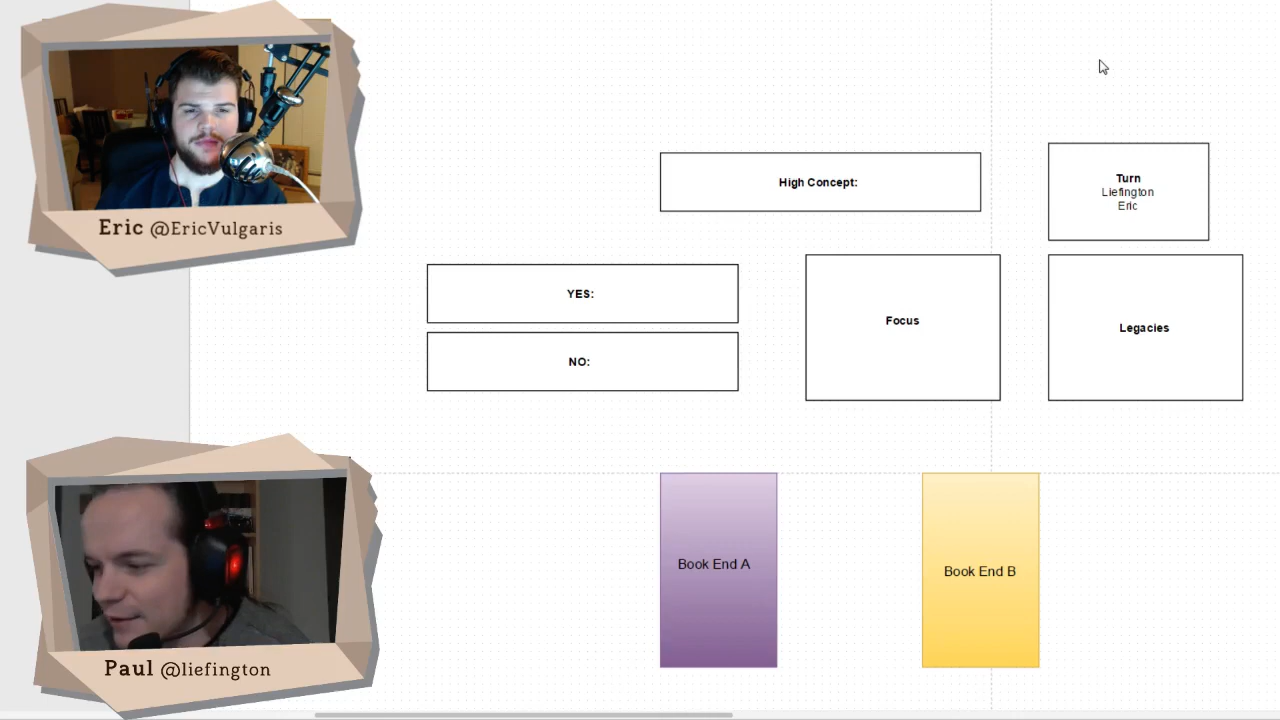 Eric @EricVulgaris
High Concept:
Turn
Liefington
Eric
YES:
NO:
Focus
Legacies
Book End A
Book End B
Paul @liefington